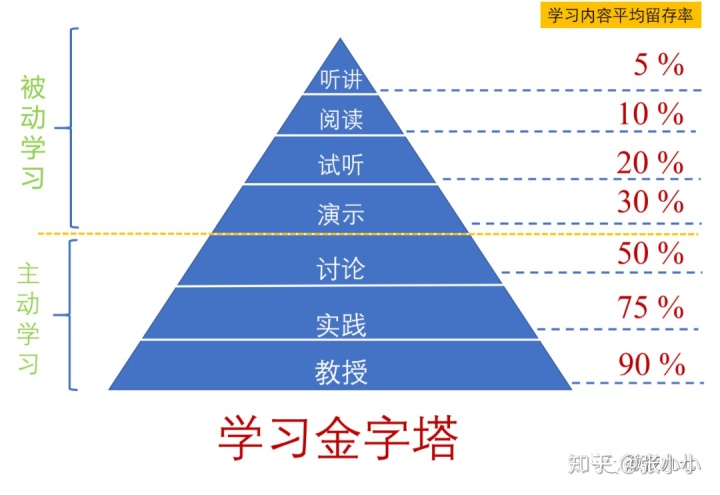 学习内容平均留存率
被动学习
听讲
5 %
阅读
10 %
试听
20 %
演示
30 %
主动学习
讨论
50 %
实践
75 %
教授
90 %
学习金字塔
知乎 @张小小